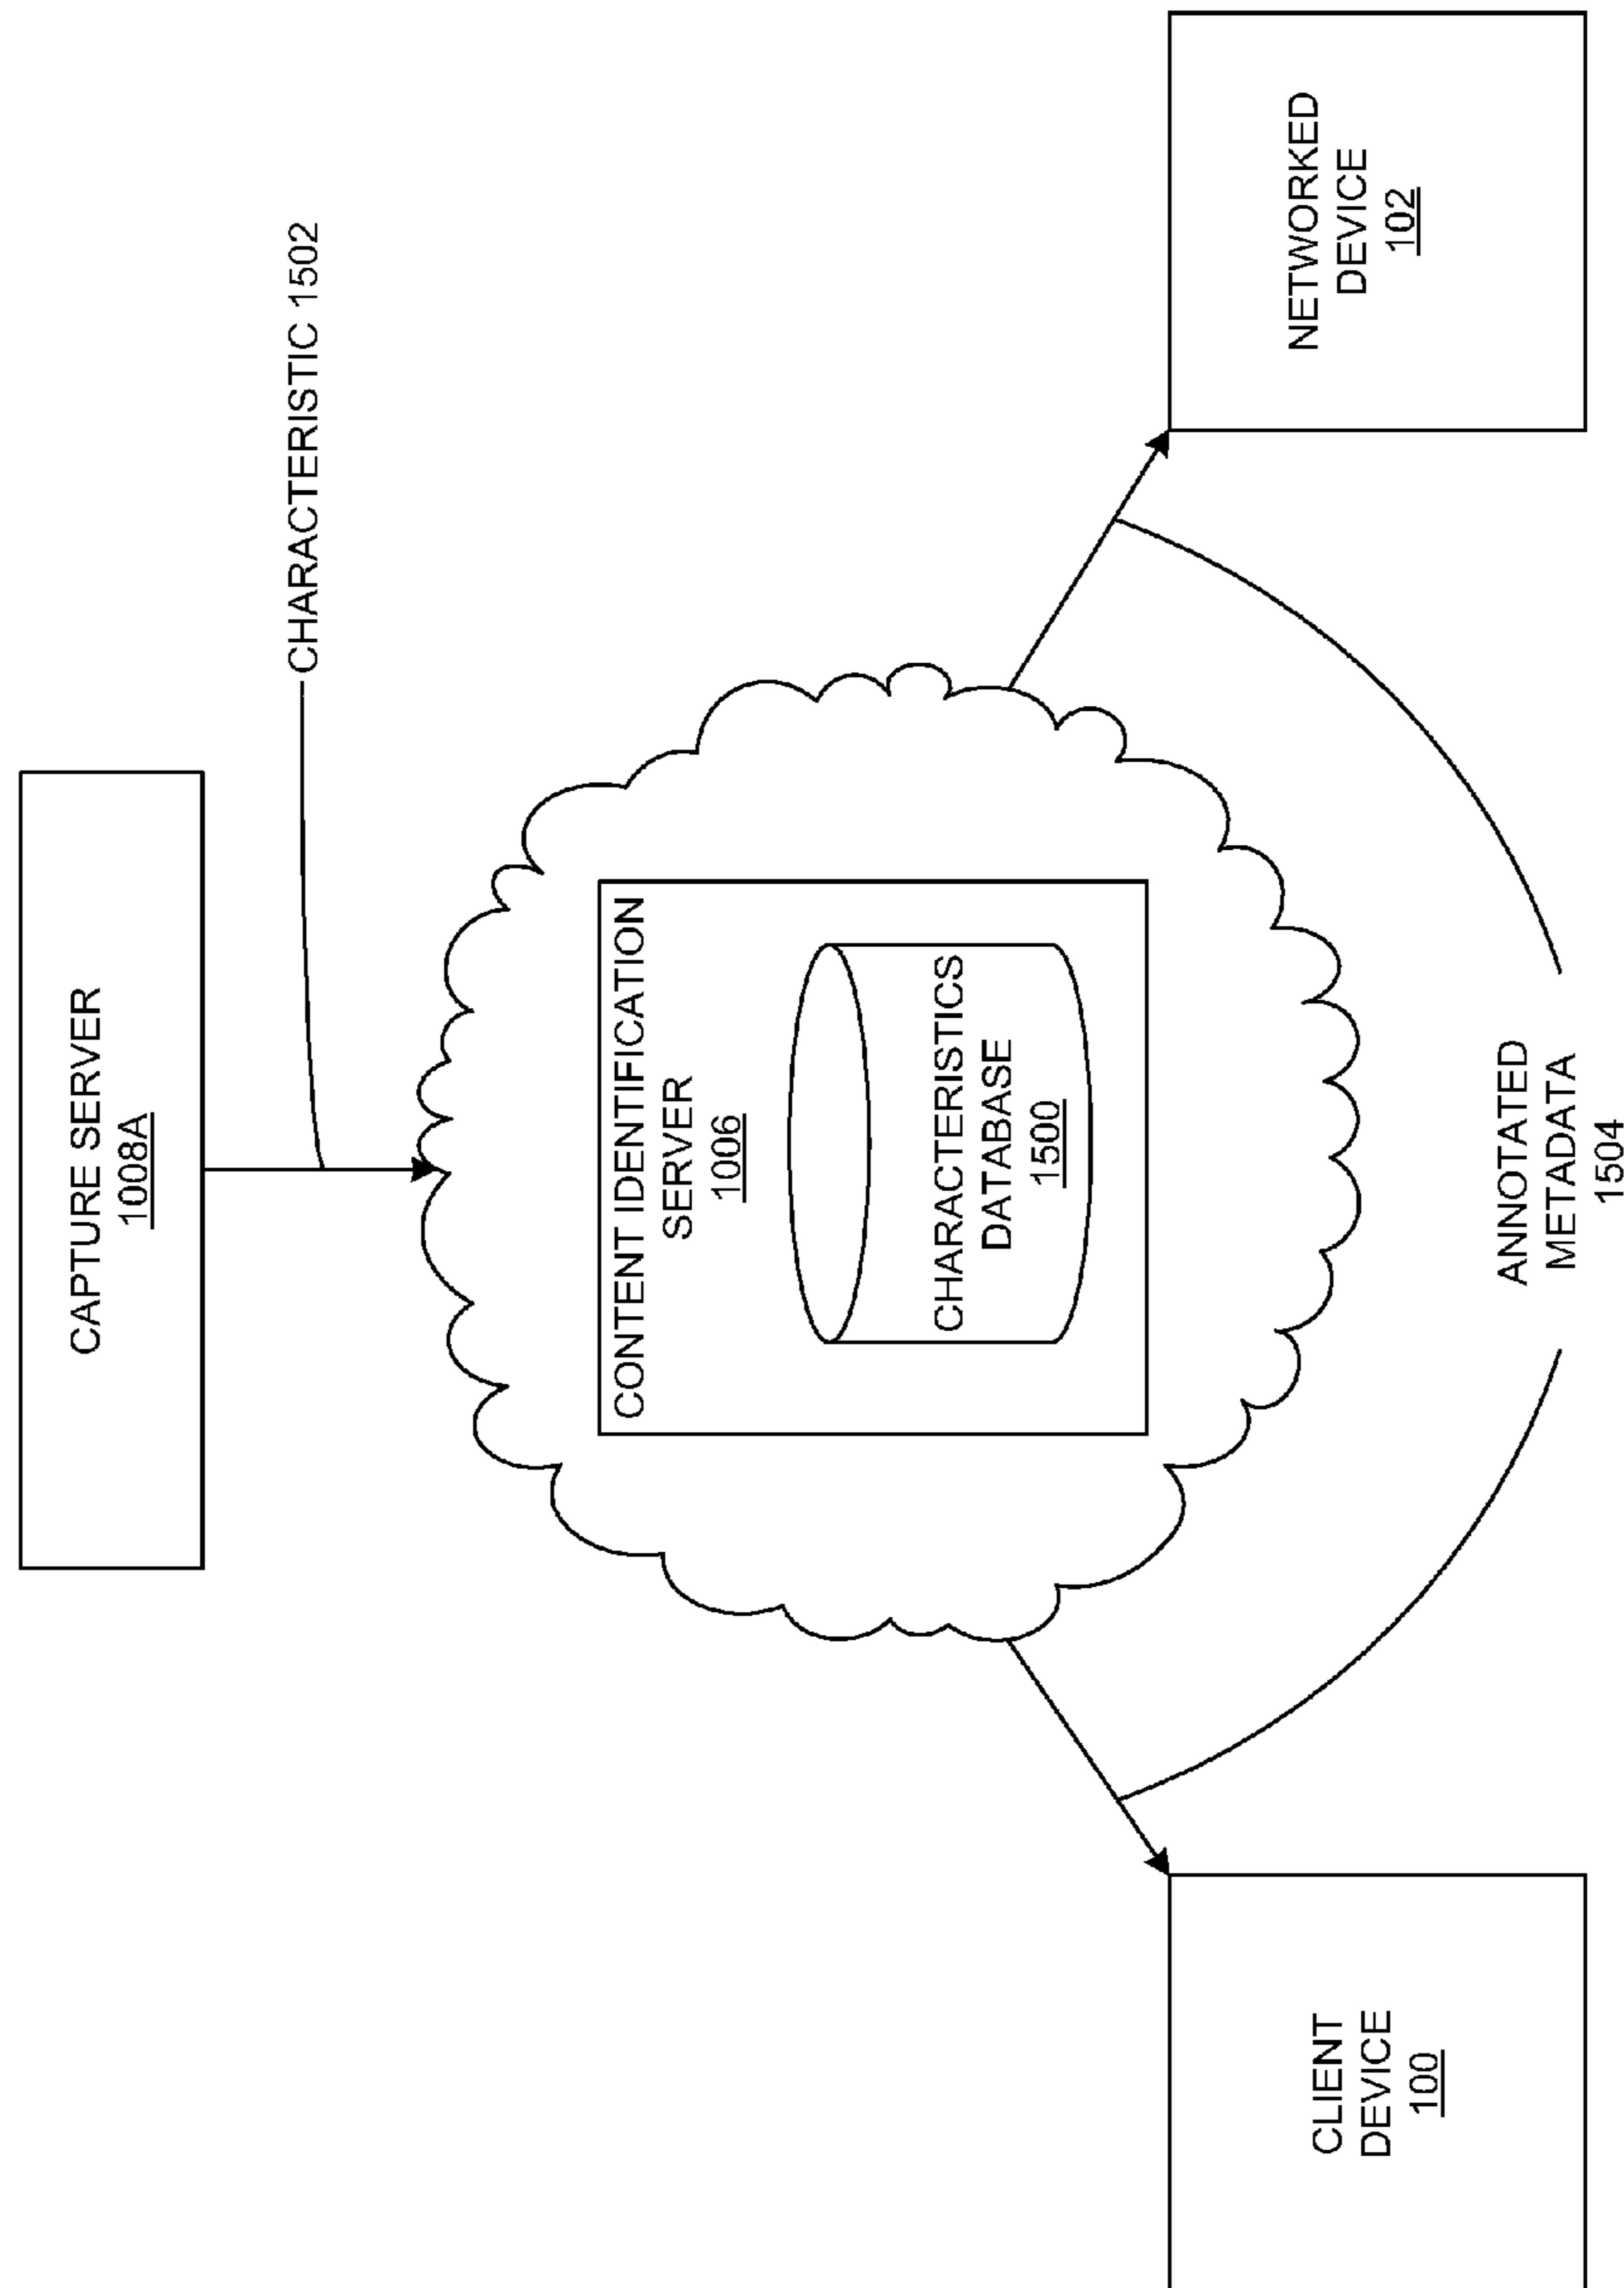 CAPTURE SERVER
1008A
CHARACTERISTIC 1502
CONTENT IDENTIFICATION
SERVER
1006
CHARACTERISTICS
DATABASE
1500
CLIENT
DEVICE
100
NETWORKED
DEVICE
102
ANNOTATED
METADATA
1504